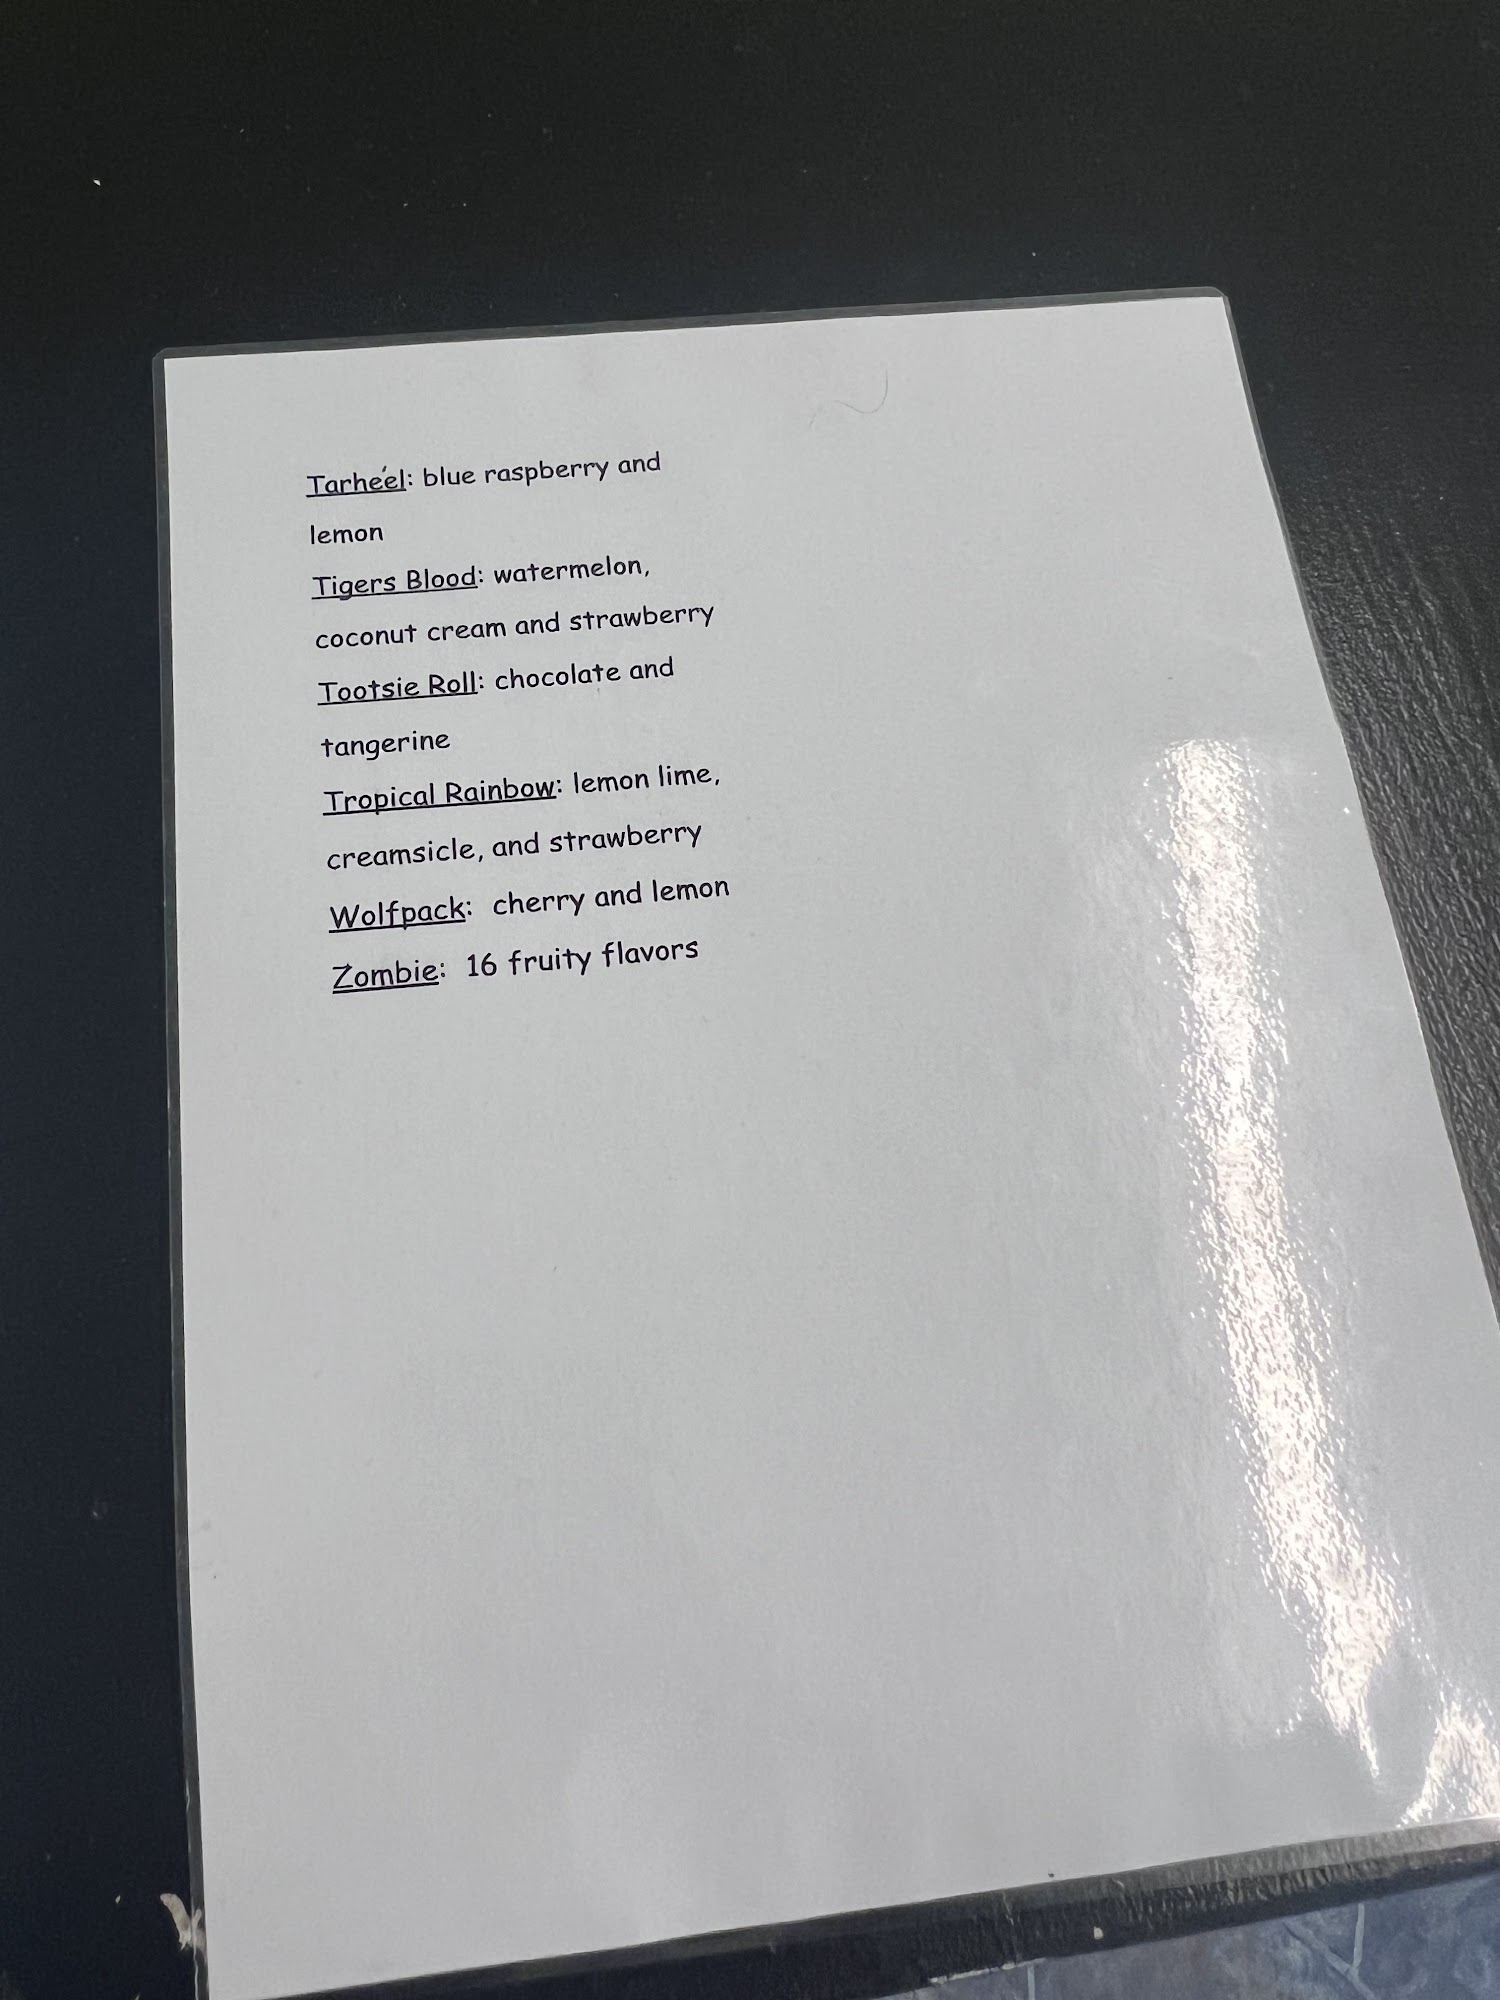 Tarheel: blue raspberry and
lemon
Tigers Blood: watermelon,
coconut cream and strawberry
Tootsie Roll: chocolate and
tangerine
Tropical Rainbow: lemon lime,
creamsicle, and strawberry
Wolfpack:  cherry and lemon
Zombie:  16 fruity flavors